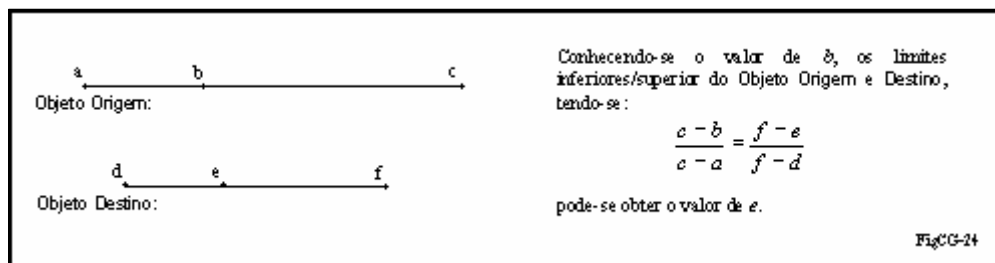 a b c
Objeto Origem:
d e f
Objeto Destino:
Conhecendo-se o valor de b, os limites
inferiores/superior do Objeto Origem e Destino,
tendo-se:
c - b / c - a = f - e / f - d
pode-se obter o valor de e.
FigCG-24